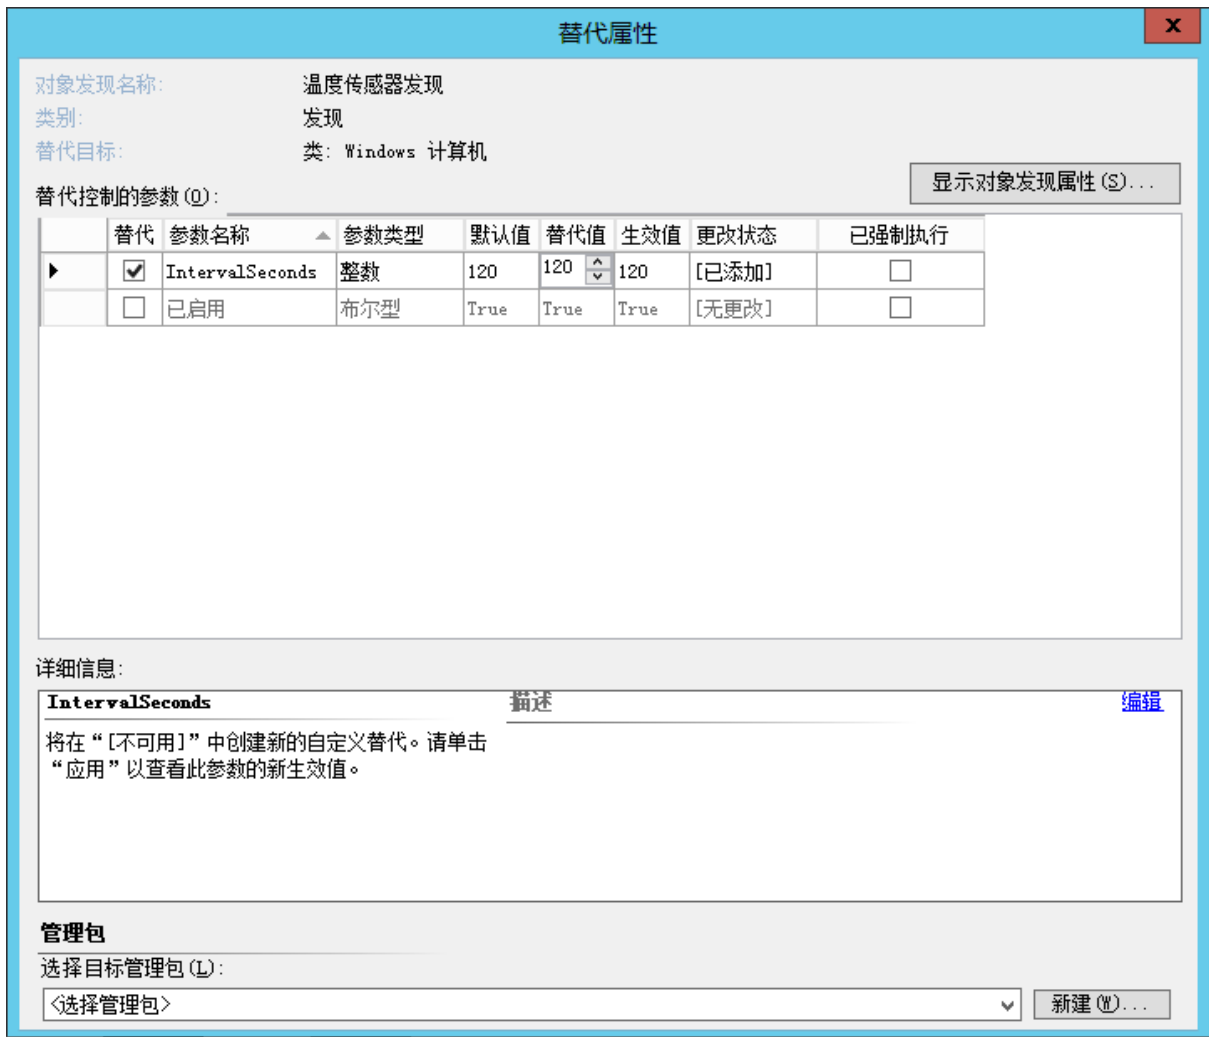 替代属性
x
对象发现名称: 温度传感器发现
类别: 发现
替代目标: 类: Windows 计算机
显示对象发现属性(S)...
替代控制的参数(O):
替代 参数名称 参数类型 默认值 替代值 生效值 更改状态 已强制执行
IntervalSeconds 整数 120 120 120 [已添加]
已启用 布尔型 True True True [无更改]
详细信息:
IntervalSeconds 描述 编辑
将在“[不可用]”中创建新的自定义替代。请单击
“应用”以查看此参数的新生效值。
管理包
选择目标管理包(L):
<选择管理包> 新建(W)...